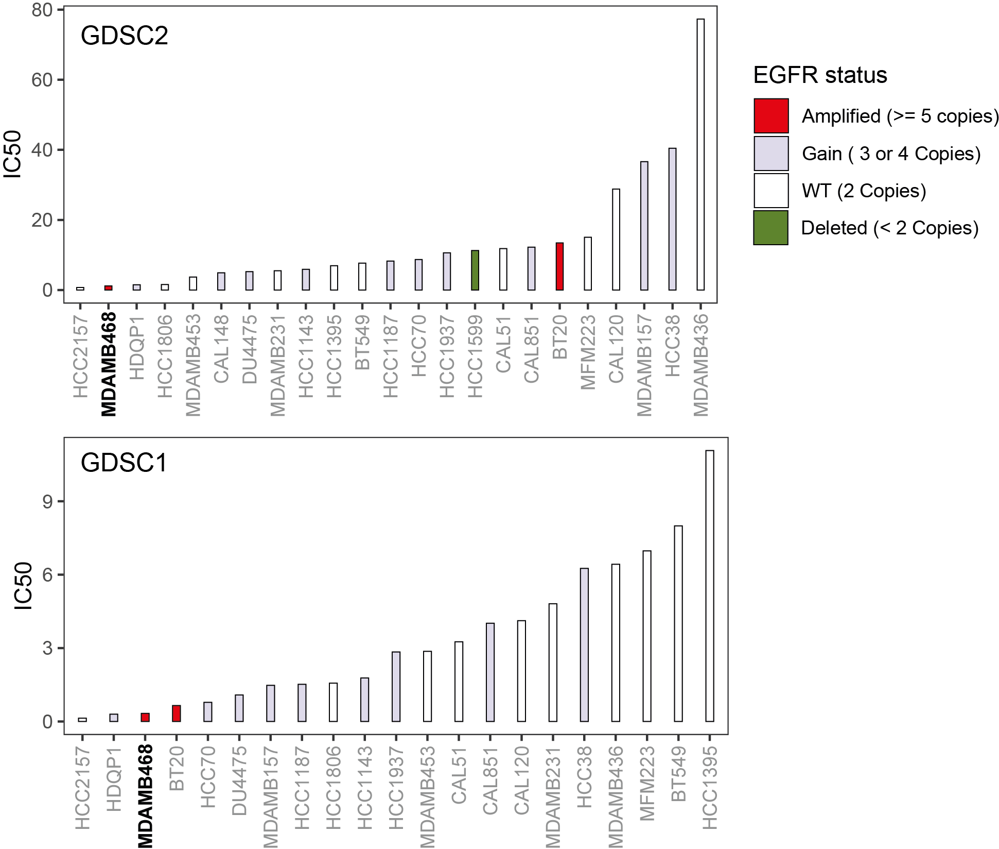 GDSC2
IC50
80
60
40
20
0
HCC2157
MDAMB468
HDQP1
HCC1806
MDAMB453
CAL148
DU4475
MDAMB231
HCC1143
HCC1395
BT549
HCC1187
HCC70
HCC1937
HCC1599
CAL51
CAL851
BT20
MFM223
CAL120
MDAMB157
HCC38
MDAMB436
EGFR status
Amplified (>= 5 copies)
Gain ( 3 or 4 Copies)
WT (2 Copies)
Deleted (< 2 Copies)
GDSC1
IC50
9
6
3
0
HCC2157
HDQP1
MDAMB468
BT20
HCC70
DU4475
MDAMB157
HCC1187
HCC1806
HCC1143
HCC1937
MDAMB453
CAL51
CAL851
CAL120
MDAMB231
HCC38
MDAMB436
MFM223
BT549
HCC1395